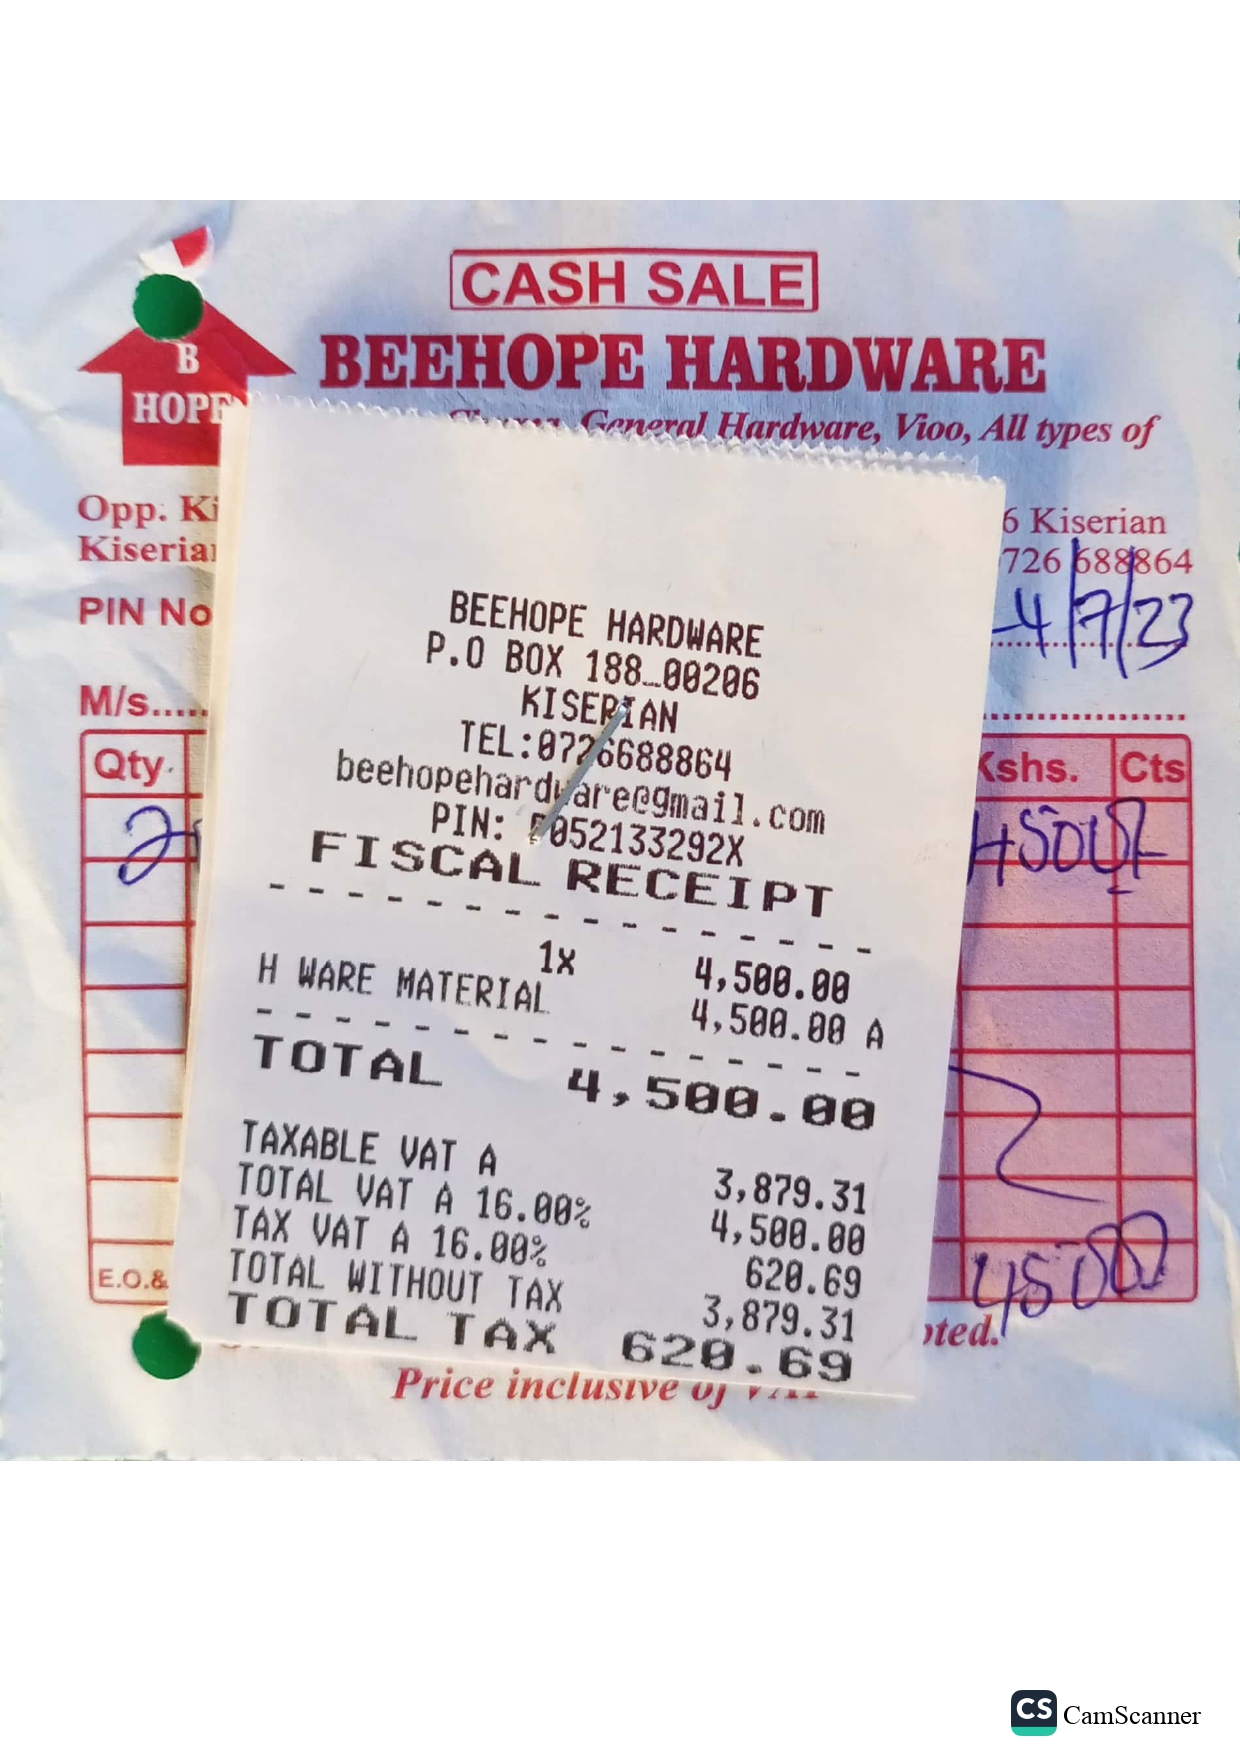 CASH SALE
B
HOPE
BEEHOPE HARDWARE
General Hardware, Vioo, All types of
Opp.
6 Kiserian
Kiserian
726 688864
PIN No
4/7/23
M/s.....
Qty.
Kshs.
Cts
4500
BEEHOPE HARDWARE
P.O BOX 188_00206
KISERIAN
TEL:0726688864
beehopehardware@gmail.com
PIN: 052133292X
FISCAL RECEIPT
1x 4,500.00
H WARE MATERIAL 4,500.00 A
TOTAL 4,500.00
TAXABLE VAT A 3,879.31
TOTAL VAT A 16.00% 4,500.00
TAX VAT A 16.00% 620.69
TOTAL WITHOUT TAX 3,879.31
TOTAL TAX 620.69
E.O.&
4500
Price inclusive of VAT
CS CamScanner